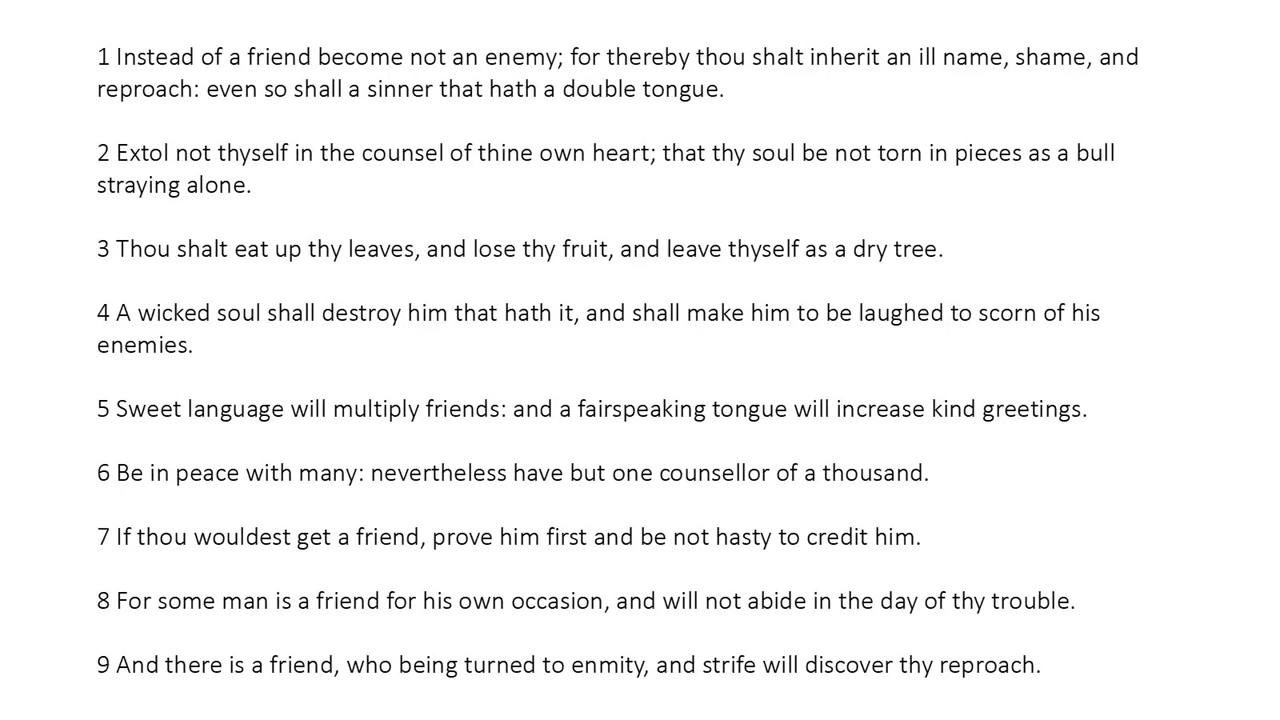 1 Instead of a friend become not an enemy; for thereby thou shalt inherit an ill name, shame, and
reproach: even so shall a sinner that hath a double tongue.
2 Extol not thyself in the counsel of thine own heart; that thy soul be not torn in pieces as a bull
straying alone.
3 Thou shalt eat up thy leaves, and lose thy fruit, and leave thyself as a dry tree.
4 A wicked soul shall destroy him that hath it, and shall make him to be laughed to scorn of his
enemies.
5 Sweet language will multiply friends: and a fairspeaking tongue will increase kind greetings.
6 Be in peace with many: nevertheless have but one counsellor of a thousand.
7 If thou wouldest get a friend, prove him first and be not hasty to credit him.
8 For some man is a friend for his own occasion, and will not abide in the day of thy trouble.
9 And there is a friend, who being turned to enmity, and strife will discover thy reproach.